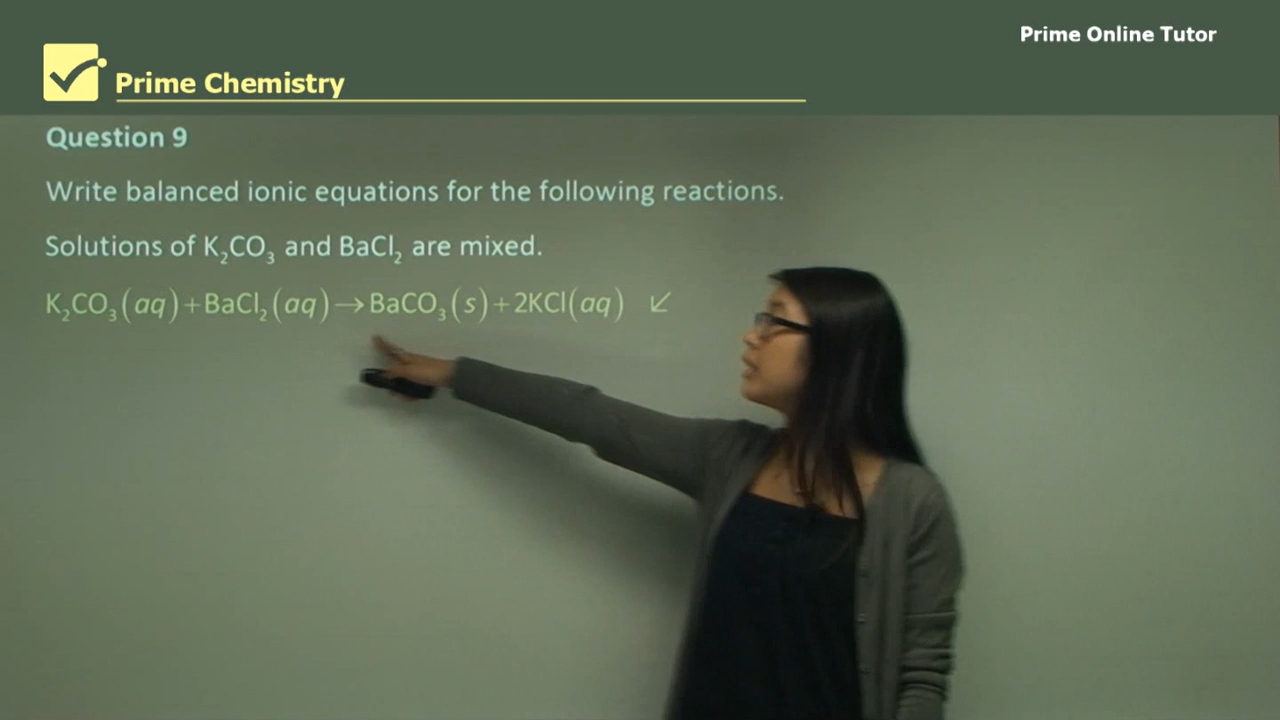 Prime Online Tutor
Prime Chemistry
Question 9
Write balanced ionic equations for the following reactions.
Solutions of K₂CO₃ and BaCl₂ are mixed.
K₂CO₃(aq)+BaCl₂(aq)→BaCO₃(s)+2KCl(aq) ↙